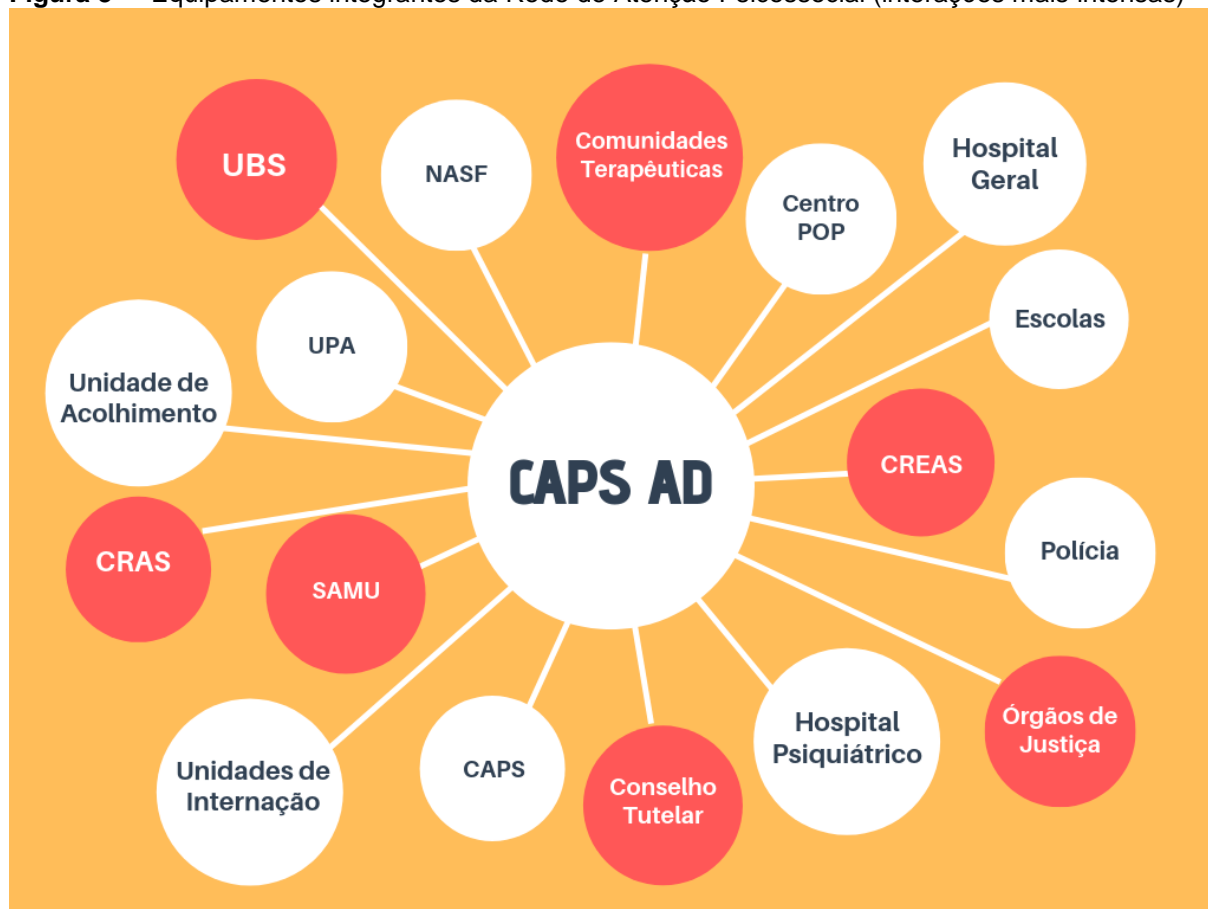 Figura – Equipamentos integrantes da Rede de Atenção Psicossocial (interações mais intensas)
UBS
NASF
Comunidades
Terapêuticas
Centro
POP
Hospital
Geral
Escolas
UPA
Unidade de
Acolhimento
CAPS AD
CREAS
CRAS
SAMU
Polícia
Unidades de
Internação
CAPS
Conselho
Tutelar
Hospital
Psiquiátrico
Órgãos de
Justiça